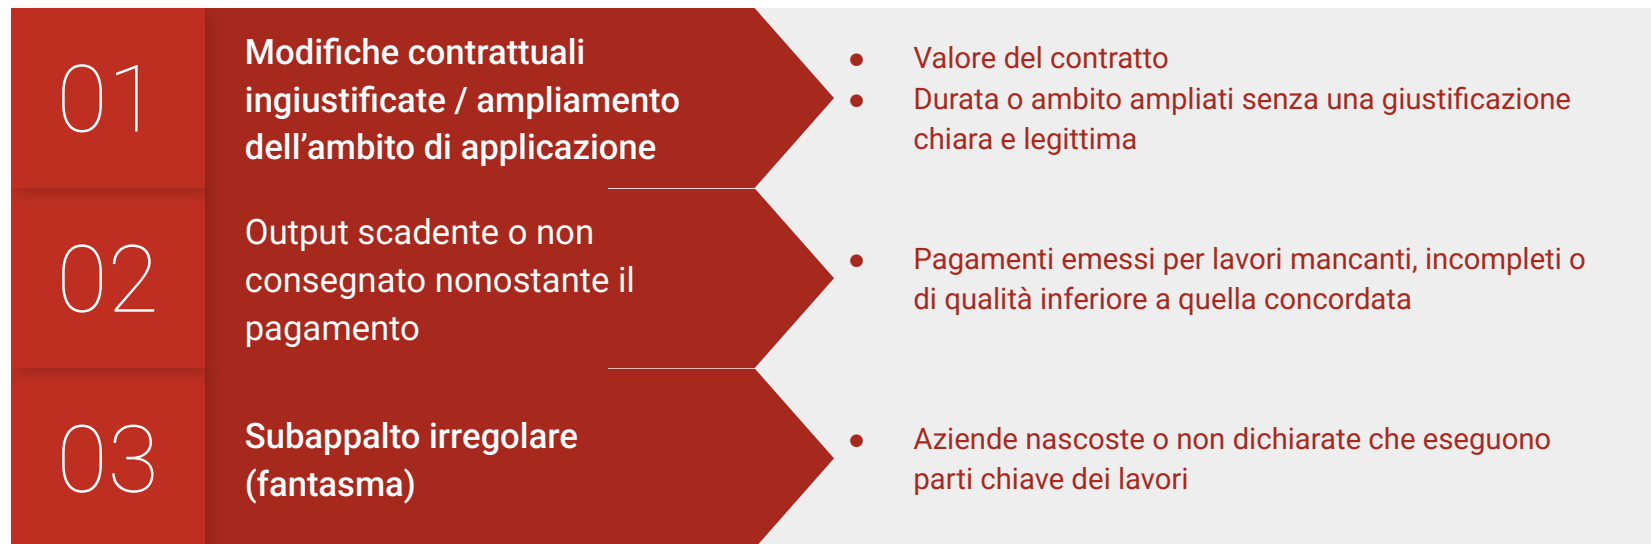 01
Modifiche contrattuali
ingiustificate / ampliamento
dell’ambito di applicazione
● Valore del contratto
● Durata o ambito ampliati senza una giustificazione
chiara e legittima
02
Output scadente o non
consegnato nonostante il
pagamento
● Pagamenti emessi per lavori mancanti, incompleti o
di qualità inferiore a quella concordata
03
Subappalto irregolare
(fantasma)
● Aziende nascoste o non dichiarate che eseguono
parti chiave dei lavori